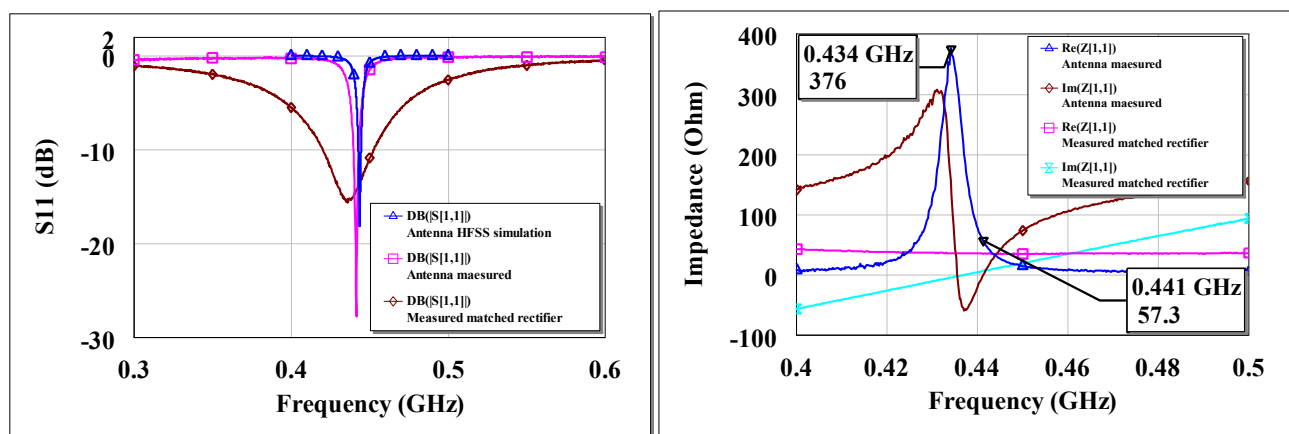 2
0
-10
-20
-30
S11 (dB)
DB(|S[1,1]|)
Antenna HFSS simulation
DB(|S[1,1]|)
Antenna maesured
DB(|S[1,1]|)
Measured matched rectifier
0.3 0.4 0.5 0.6
Frequency (GHz)
400
300
200
100
0
-100
Impedance (Ohm)
0.434 GHz
376
Re(Z[1,1])
Antenna maesured
Im(Z[1,1])
Antenna maesured
Re(Z[1,1])
Measured matched rectifier
Im(Z[1,1])
Measured matched rectifier
0.441 GHz
57.3
0.4 0.42 0.44 0.46 0.48 0.5
Frequency (GHz)